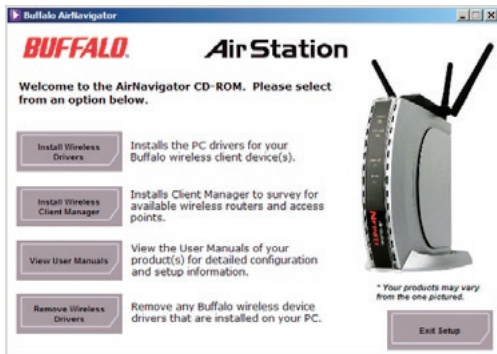 Buffalo AirNavigator
BUFFALO.
AirStation
Welcome to the AirNavigator CD-ROM. Please select
from an option below.
Install Wireless
Drivers
Installs the PC drivers for your
Buffalo wireless client device(s).
Install Wireless
Client Manager
Installs Client Manager to survey for
available wireless routers and access
points.
View User Manuals
View the User Manuals of your
product(s) for detailed configuration
and setup information.
Remove Wireless
Drivers
Remove any Buffalo wireless device
drivers that are installed on your PC.
* Your products may vary
from the one pictured.
Exit Setup